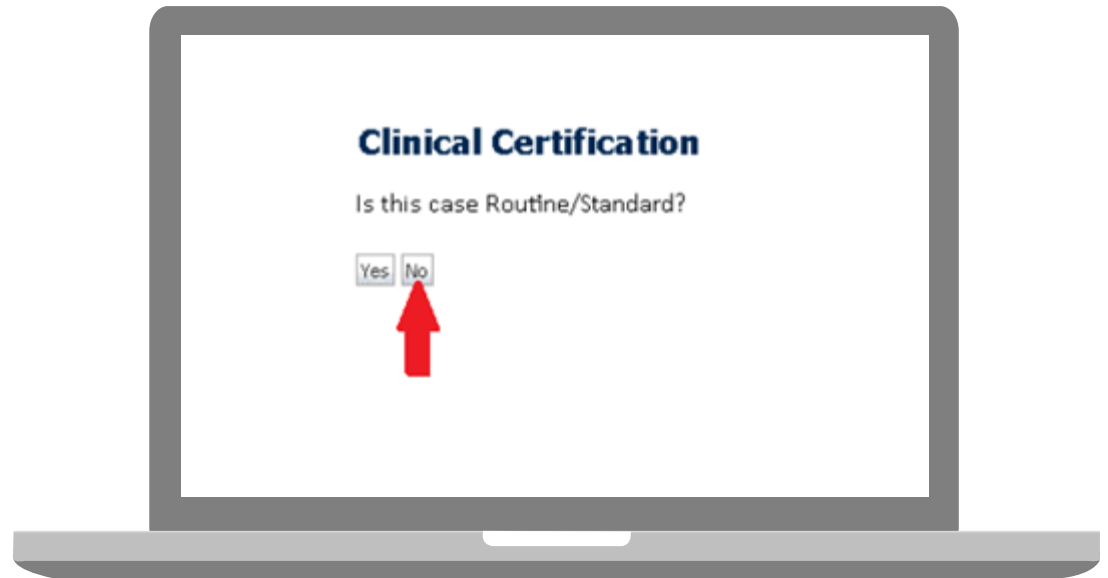 Clinical Certification
Is this case Routine/Standard?
Yes No